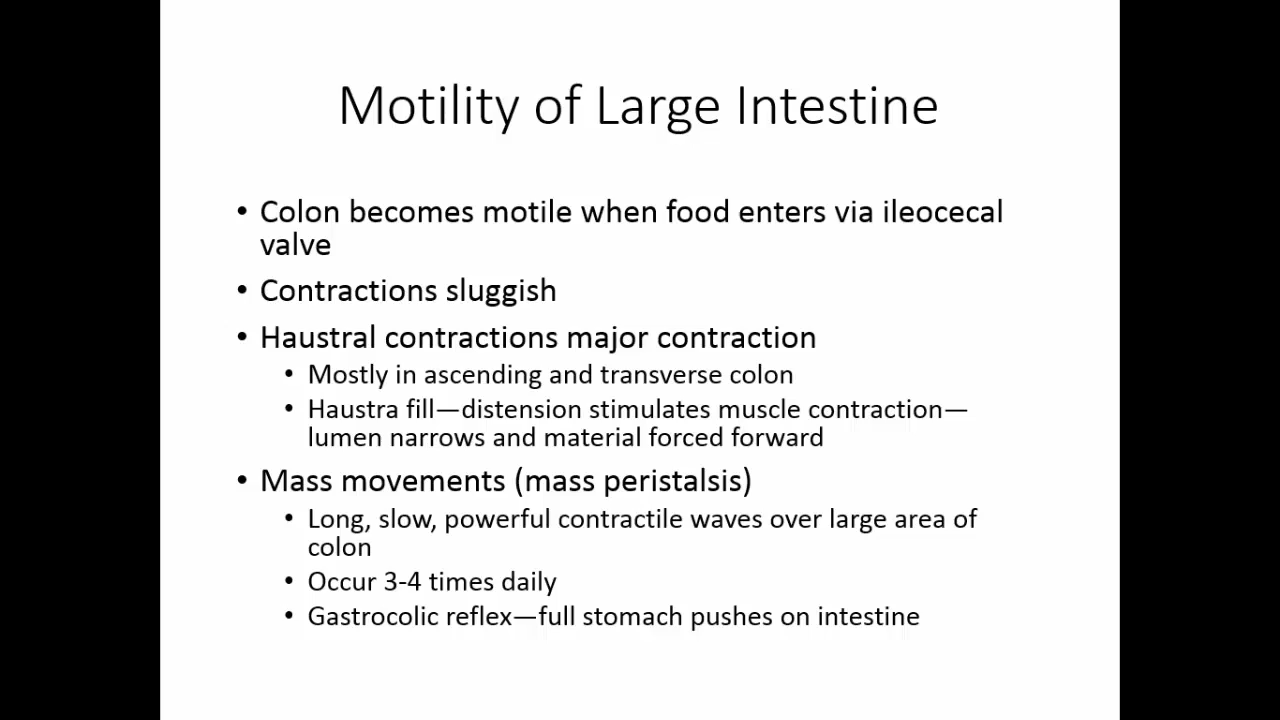 Motility of Large Intestine
• Colon becomes motile when food enters via ileocecal
valve
• Contractions sluggish
• Haustral contractions major contraction
• Mostly in ascending and transverse colon
• Haustra fill—distension stimulates muscle contraction—
lumen narrows and material forced forward
• Mass movements (mass peristalsis)
• Long, slow, powerful contractile waves over large area of
colon
• Occur 3-4 times daily
• Gastrocolic reflex—full stomach pushes on intestine